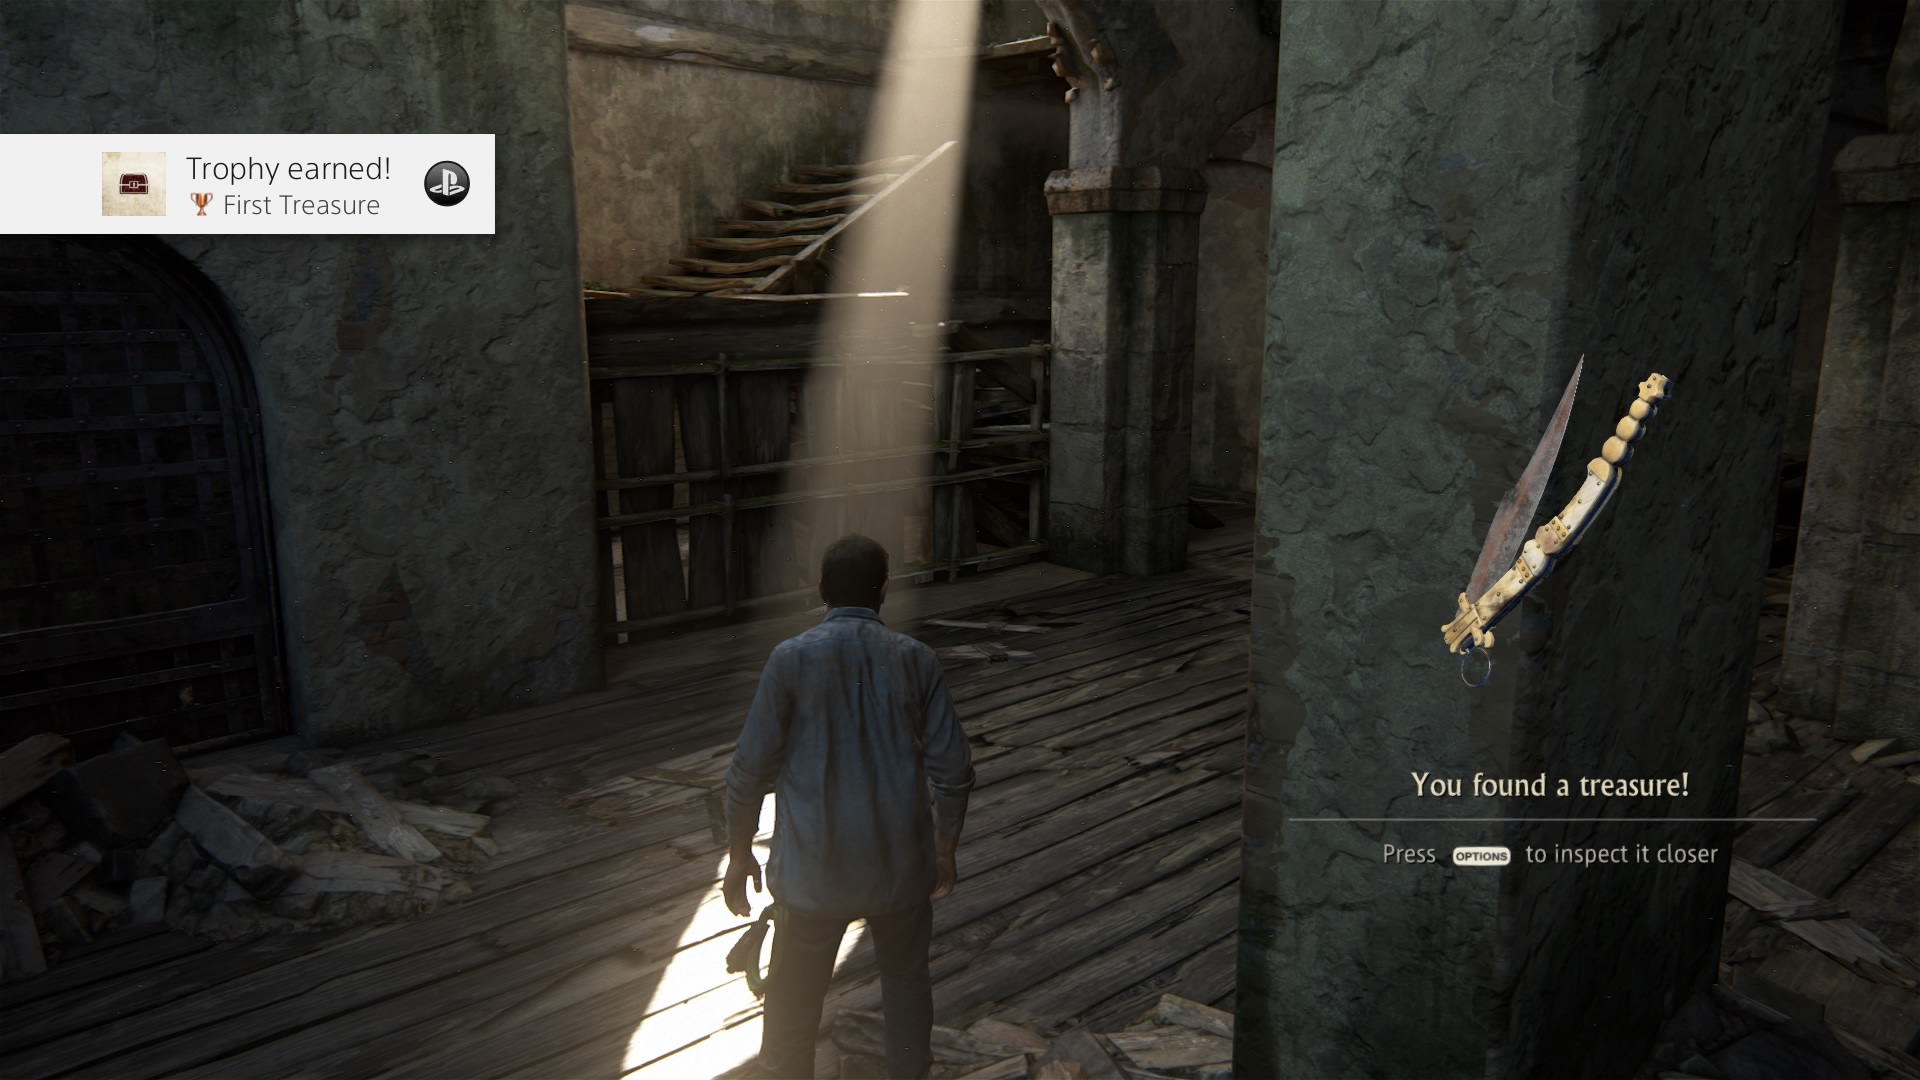 Trophy earned!
First Treasure
You found a treasure!
Press OPTIONS to inspect it closer